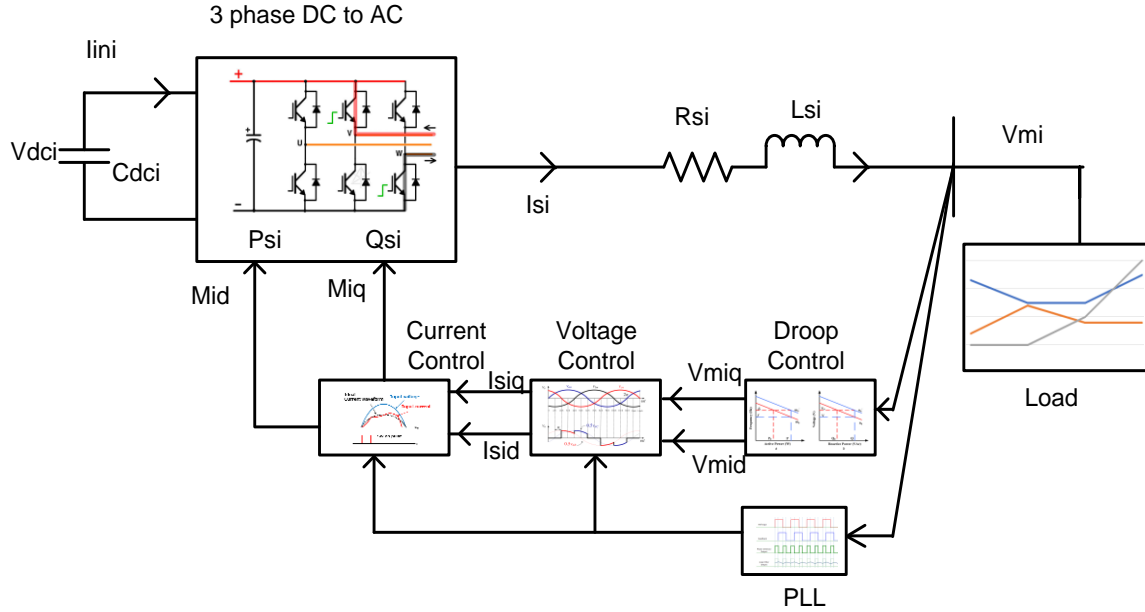 3 phase DC to AC
Iini
+
+
V
U
W
−
Vdci
Cdci
Psi
Qsi
Isi
Rsi
Lsi
Vmi
Mid
Miq
Current
Control
Voltage
Control
Droop
Control
Load
Isiq
Isid
Vmiq
Vmid
PLL